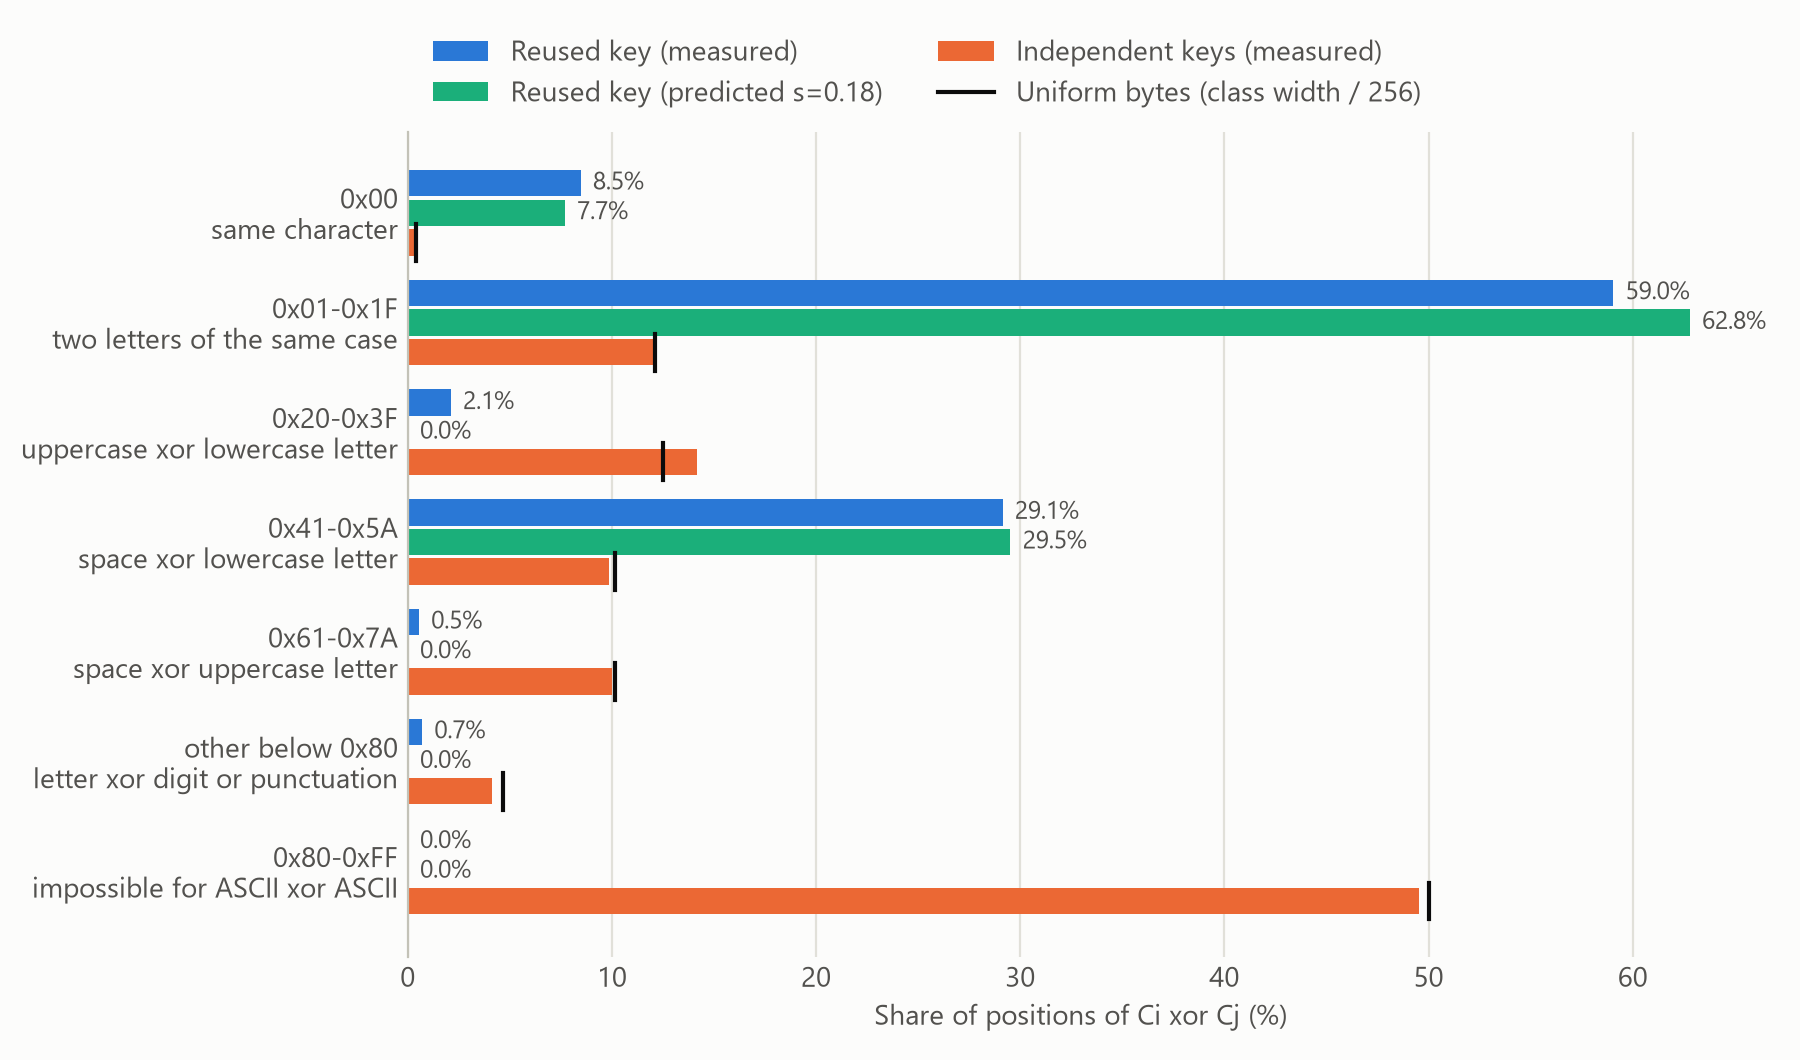 Reused key (measured)
Reused key (predicted s=0.18)
Independent keys (measured)
Uniform bytes (class width / 256)
0x00
same character
8.5%
7.7%
0x01-0x1F
two letters of the same case
59.0%
62.8%
0x20-0x3F
uppercase xor lowercase letter
2.1%
0.0%
0x41-0x5A
space xor lowercase letter
29.1%
29.5%
0x61-0x7A
space xor uppercase letter
0.5%
0.0%
other below 0x80
letter xor digit or punctuation
0.7%
0.0%
0x80-0xFF
impossible for ASCII xor ASCII
0.0%
0.0%
0 10 20 30 40 50 60
Share of positions of Ci xor Cj (%)